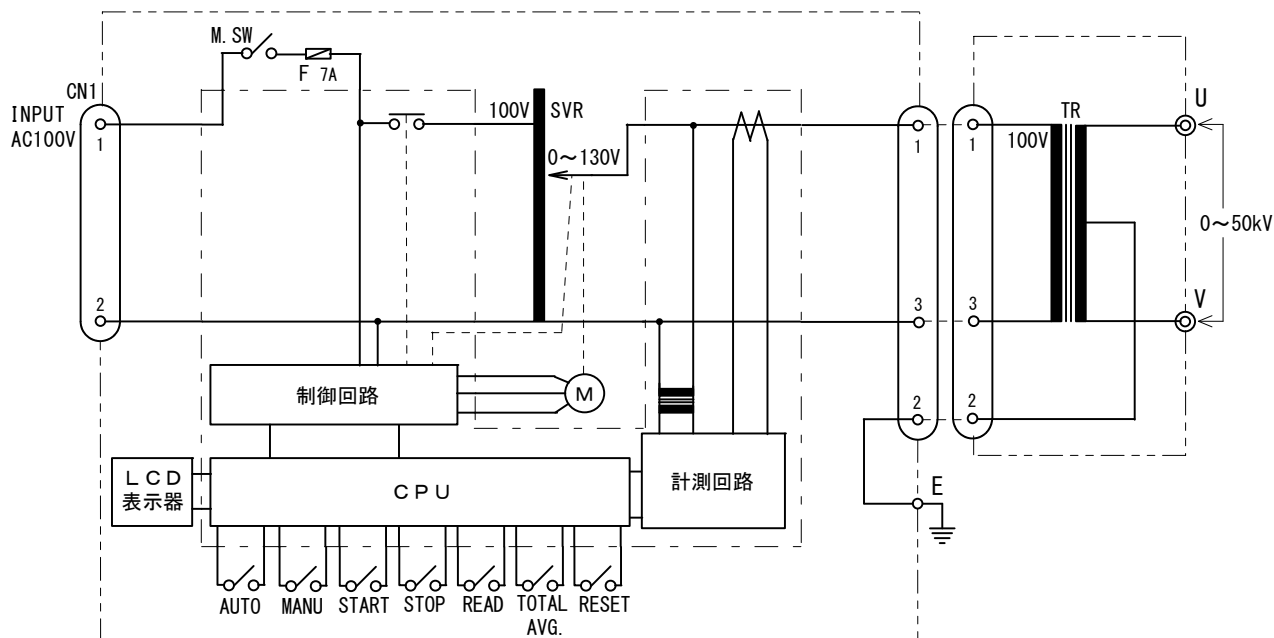 M. SW
F 7A
CN1
INPUT
AC100V
1
2
100V
SVR
0～130V
1
3
2
1
3
2
100V
TR
U
V
0～50kV
E
制御回路
M
LCD
表示器
CPU
計測回路
AUTO
MANU
START
STOP
READ
TOTAL
AVG.
RESET